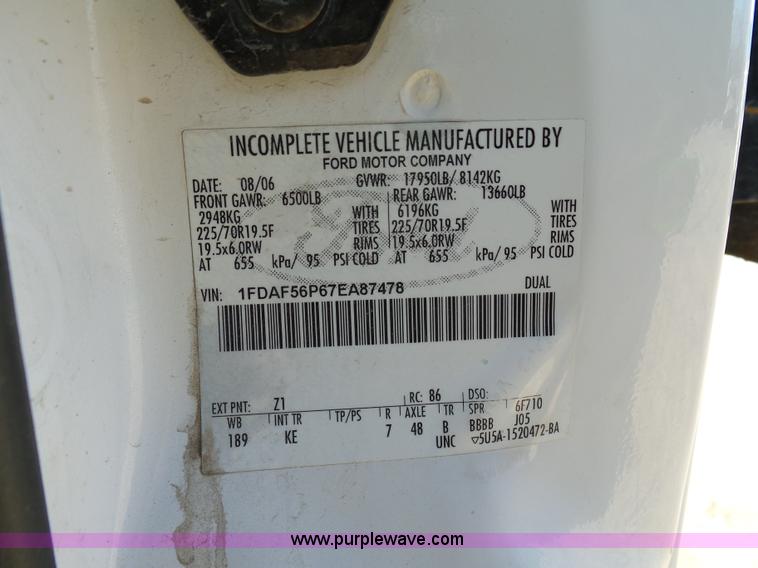 INCOMPLETE VEHICLE MANUFACTURED BY
FORD MOTOR COMPANY
DATE: 08/06 GVWR: 17950LB/ 8142KG
FRONT GAWR: 6500LB REAR GAWR: 13660LB
2948KG WITH 6196KG WITH
225/70R19.5F TIRES 225/70R19.5F TIRES
19.5x6.0RW RIMS 19.5x6.0RW RIMS
AT 655 kPa/ 95 PSI COLD AT 655 kPa/ 95 PSI COLD
VIN: 1FDAF56P67EA87478 DUAL
EXT PNT: Z1 RC: 86 DSO:
WB INT TR TP/PS R AXLE TR SPR 6F710
189 KE 7 48 B BBBB J05
UNC 5U5A-1520472-BA
www.purplewave.com